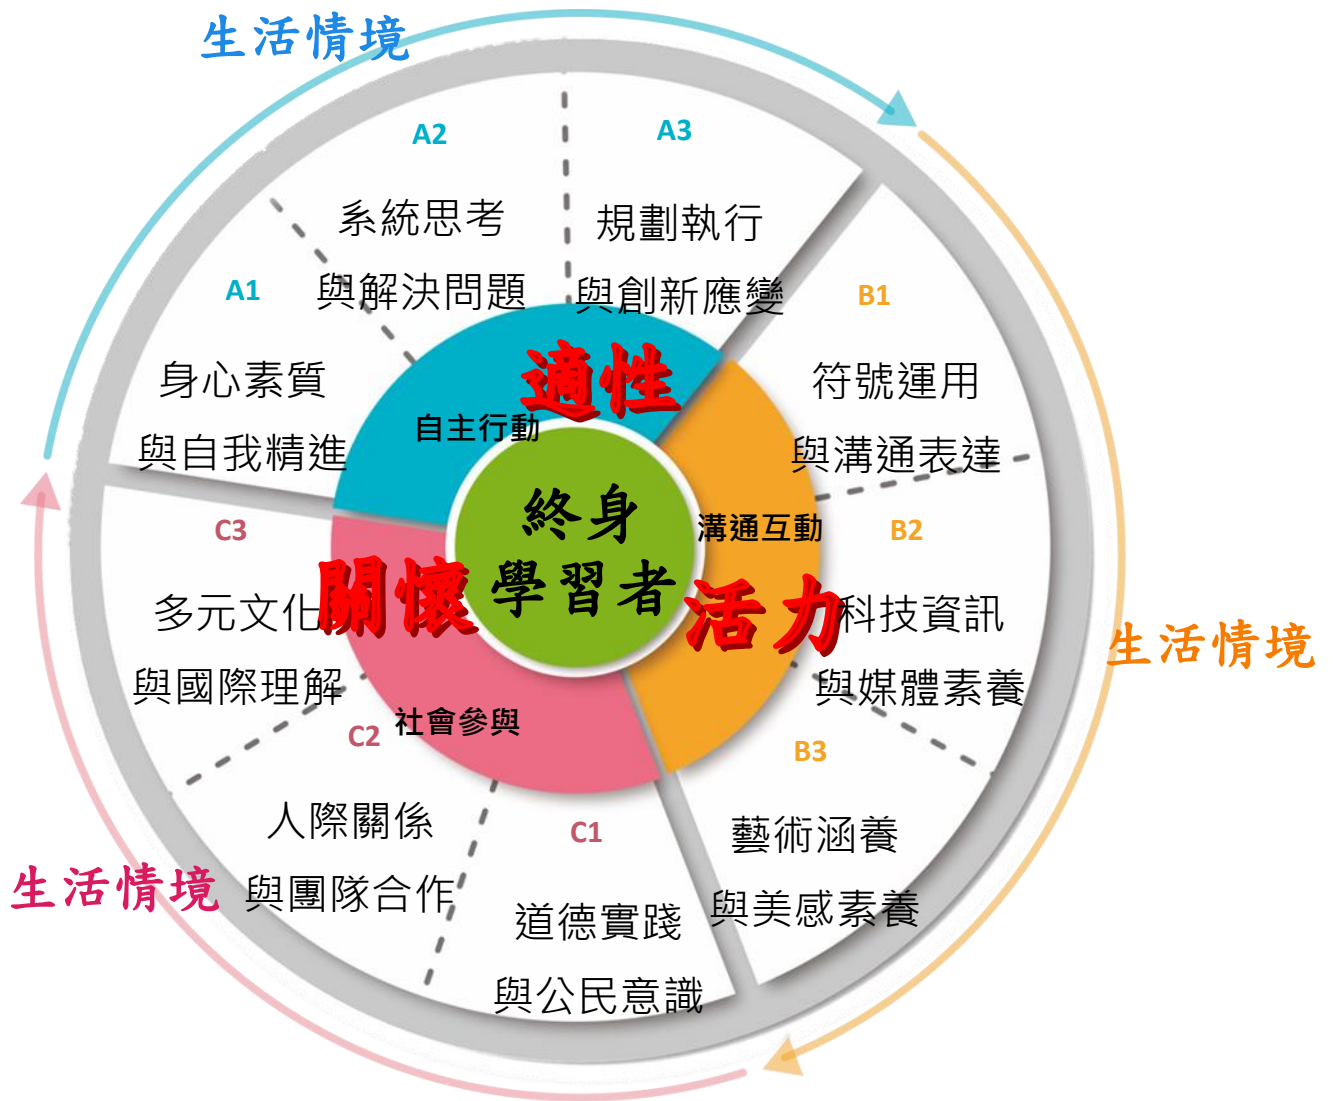 生活情境
A2
系統思考
與解決問題
A3
規劃執行
與創新應變
A1
身心素質
與自我精進
B1
符號運用
與溝通表達
適性
自主行動
終身
學習者
溝通互動
B2
科技資訊
與媒體素養
活力
C3
多元文化
與國際理解
關懷
生活情境
C2
社會參與
人際關係
與團隊合作
B3
藝術涵養
與美感素養
C1
道德實踐
與公民意識
生活情境